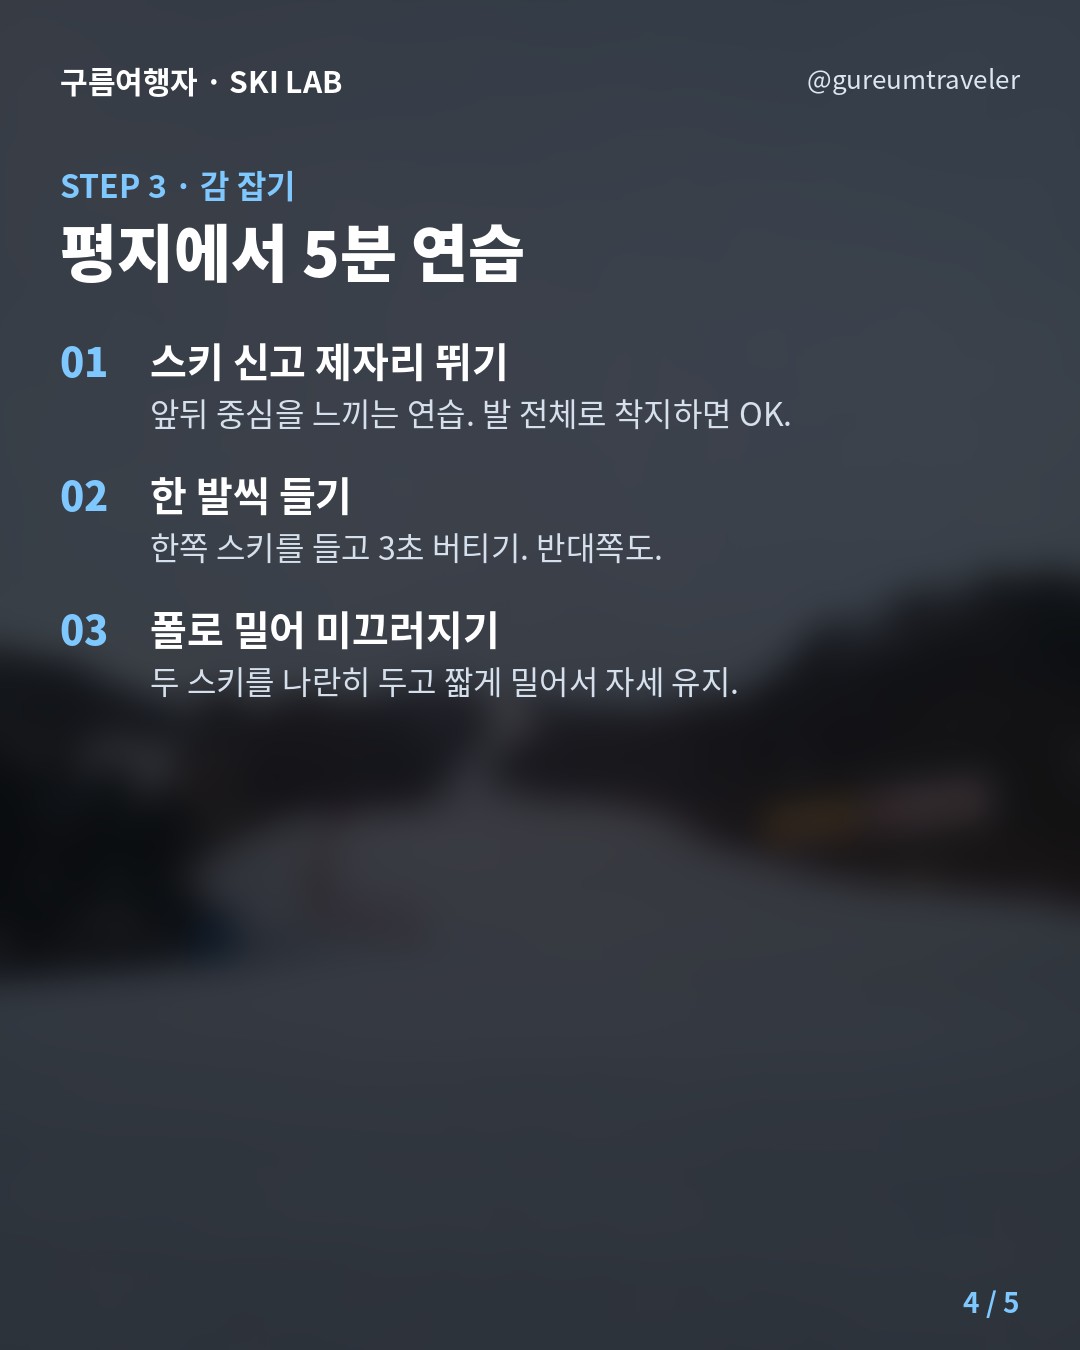 구름여행자 · SKI LAB
@gureumtraveler
STEP 3 · 감 잡기
평지에서 5분 연습
01 스키 신고 제자리 뛰기
앞뒤 중심을 느끼는 연습. 발 전체로 착지하면 OK.
02 한 발씩 들기
한쪽 스키를 들고 3초 버티기. 반대쪽도.
03 폴로 밀어 미끄러지기
두 스키를 나란히 두고 짧게 밀어서 자세 유지.
4 / 5